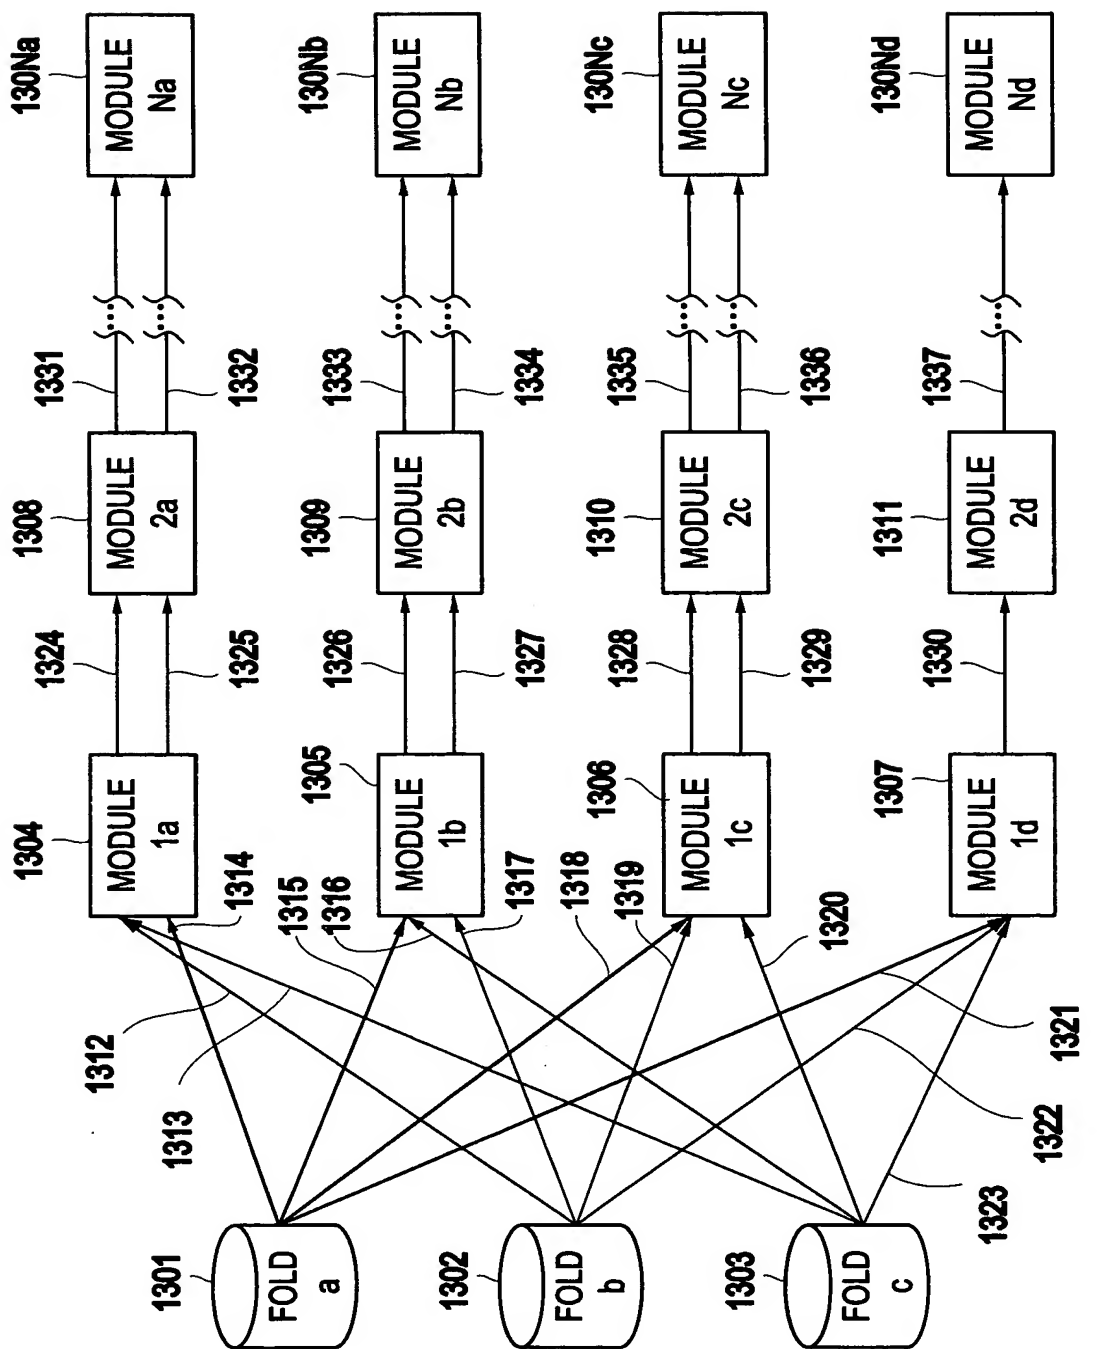 130Na
MODULE
Na
130Nb
MODULE
Nb
130Nc
MODULE
Nc
130Nd
MODULE
Nd
1331
1332
1333
1334
1335
1336
1337
1308
MODULE
2a
1309
MODULE
2b
1310
MODULE
2c
1311
MODULE
2d
1324
1325
1326
1327
1328
1329
1330
1304
MODULE
1a
1305
MODULE
1b
1306
MODULE
1c
1307
MODULE
1d
1312
1313
1314
1315
1316
1317
1318
1319
1320
1321
1322
1323
1301
FOLD
a
1302
FOLD
b
1303
FOLD
c